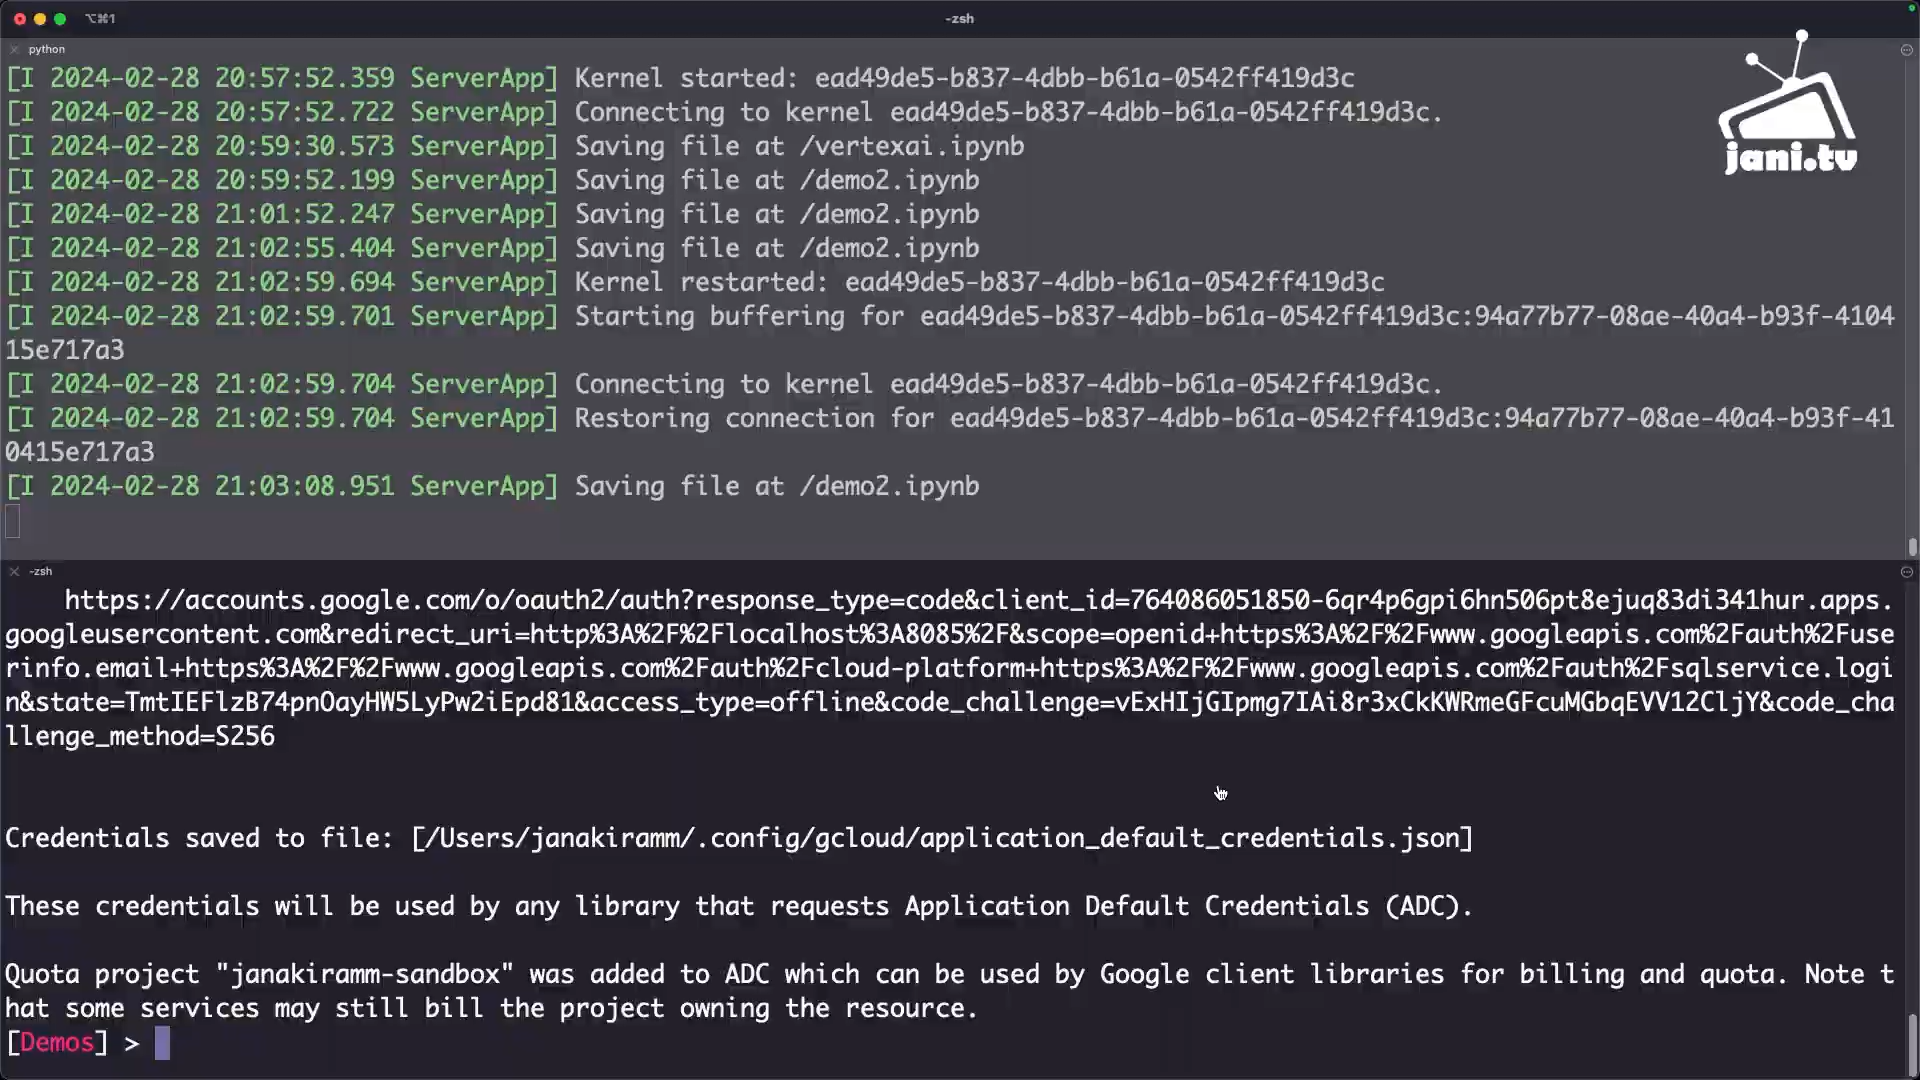 ⌥⌘1
-zsh
python
[I 2024-02-28 20:57:52.359 ServerApp] Kernel started: ead49de5-b837-4dbb-b61a-0542ff419d3c
[I 2024-02-28 20:57:52.722 ServerApp] Connecting to kernel ead49de5-b837-4dbb-b61a-0542ff419d3c.
[I 2024-02-28 20:59:30.573 ServerApp] Saving file at /vertexai.ipynb
[I 2024-02-28 20:59:52.199 ServerApp] Saving file at /demo2.ipynb
[I 2024-02-28 21:01:52.247 ServerApp] Saving file at /demo2.ipynb
[I 2024-02-28 21:02:55.404 ServerApp] Saving file at /demo2.ipynb
[I 2024-02-28 21:02:59.694 ServerApp] Kernel restarted: ead49de5-b837-4dbb-b61a-0542ff419d3c
[I 2024-02-28 21:02:59.701 ServerApp] Starting buffering for ead49de5-b837-4dbb-b61a-0542ff419d3c:94a77b77-08ae-40a4-b93f-4104
15e717a3
[I 2024-02-28 21:02:59.704 ServerApp] Connecting to kernel ead49de5-b837-4dbb-b61a-0542ff419d3c.
[I 2024-02-28 21:02:59.704 ServerApp] Restoring connection for ead49de5-b837-4dbb-b61a-0542ff419d3c:94a77b77-08ae-40a4-b93f-41
0415e717a3
[I 2024-02-28 21:03:08.951 ServerApp] Saving file at /demo2.ipynb
jani.tv
-zsh
https://accounts.google.com/o/oauth2/auth?response_type=code&client_id=764086051850-6qr4p6gpi6hn506pt8ejuq83di341hur.apps.
googleusercontent.com&redirect_uri=http%3A%2F%2Flocalhost%3A8085%2F&scope=openid+https%3A%2F%2Fwww.googleapis.com%2Fauth%2Fuse
rinfo.email+https%3A%2F%2Fwww.googleapis.com%2Fauth%2Fcloud-platform+https%3A%2F%2Fwww.googleapis.com%2Fauth%2Fsqlservice.logi
n&state=TmtIEFlzB74pnOayHW5LyPw2iEpd81&access_type=offline&code_challenge=vExHIjGIpmg7IAi8r3xCkKWRmeGFcuMGbqEVV12CljY&code_cha
llenge_method=S256
Credentials saved to file: [/Users/janakiramm/.config/gcloud/application_default_credentials.json]
These credentials will be used by any library that requests Application Default Credentials (ADC).
Quota project "janakiramm-sandbox" was added to ADC which can be used by Google client libraries for billing and quota. Note t
hat some services may still bill the project owning the resource.
[Demos] >